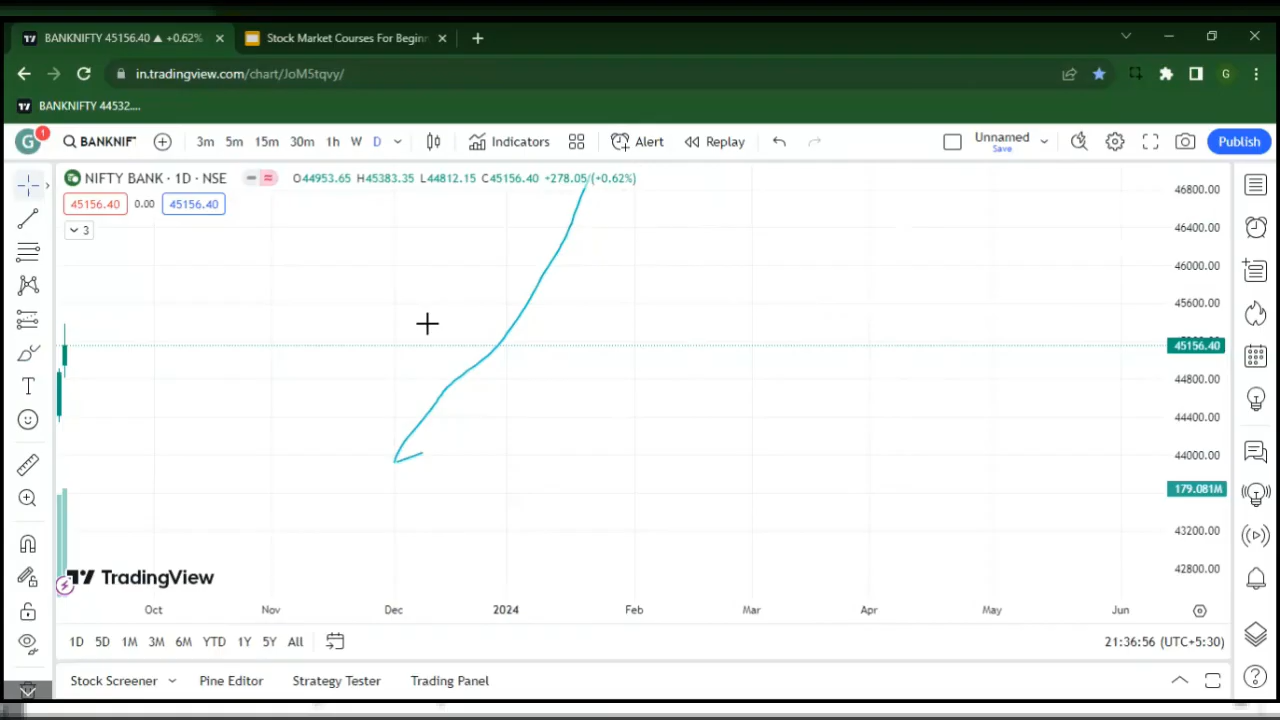 BANKNIFTY 45156.40 ▲ +0.62%
Stock Market Courses For Beginn
in.tradingview.com/chart/JoM5tqvy/
G
BANKNIFTY 44532....
G 1
BANKNIF
3m 5m 15m 30m 1h W D
Indicators
Alert
Replay
Unnamed
Save
Publish
NIFTY BANK · 1D · NSE
O44953.65 H45383.35 L44812.15 C45156.40 +278.05 (+0.62%)
45156.40 0.00 45156.40
3
46800.00
46400.00
46000.00
45600.00
45156.40
44800.00
44400.00
44000.00
179.081M
43200.00
42800.00
TradingView
Oct Nov Dec 2024 Feb Mar Apr May Jun
1D 5D 1M 3M 6M YTD 1Y 5Y All
21:36:56 (UTC+5:30)
Stock Screener Pine Editor Strategy Tester Trading Panel